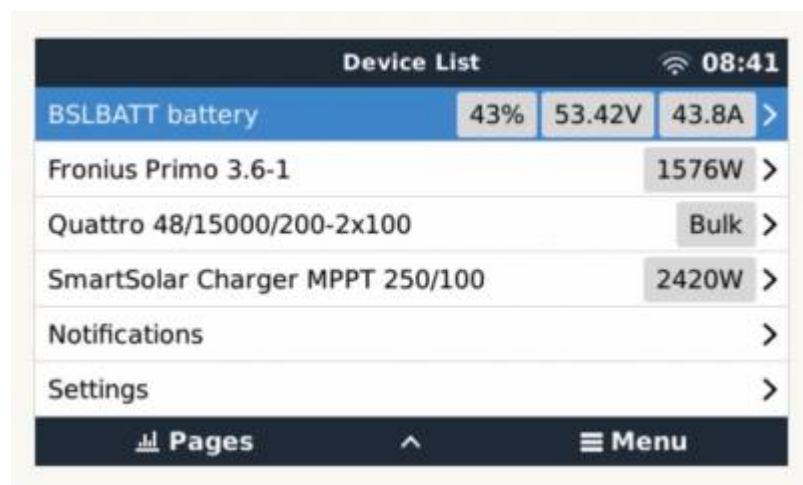 Device List 08:41
BSLBATT battery 43% 53.42V 43.8A
Fronius Primo 3.6-1 1576W
Quattro 48/15000/200-2x100 Bulk
SmartSolar Charger MPPT 250/100 2420W
Notifications
Settings
Pages Menu